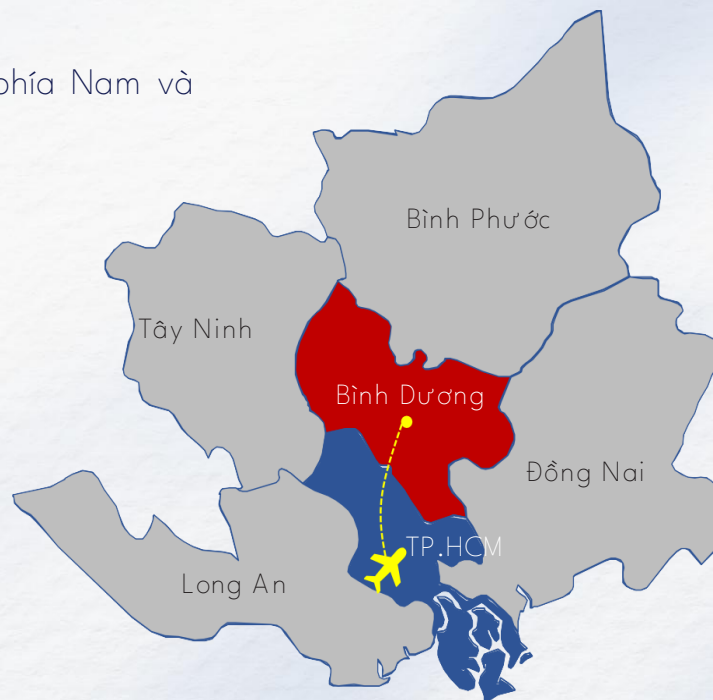 phía Nam và
Bình Phước
Tây Ninh
Bình Dương
Đồng Nai
TP.HCM
Long An